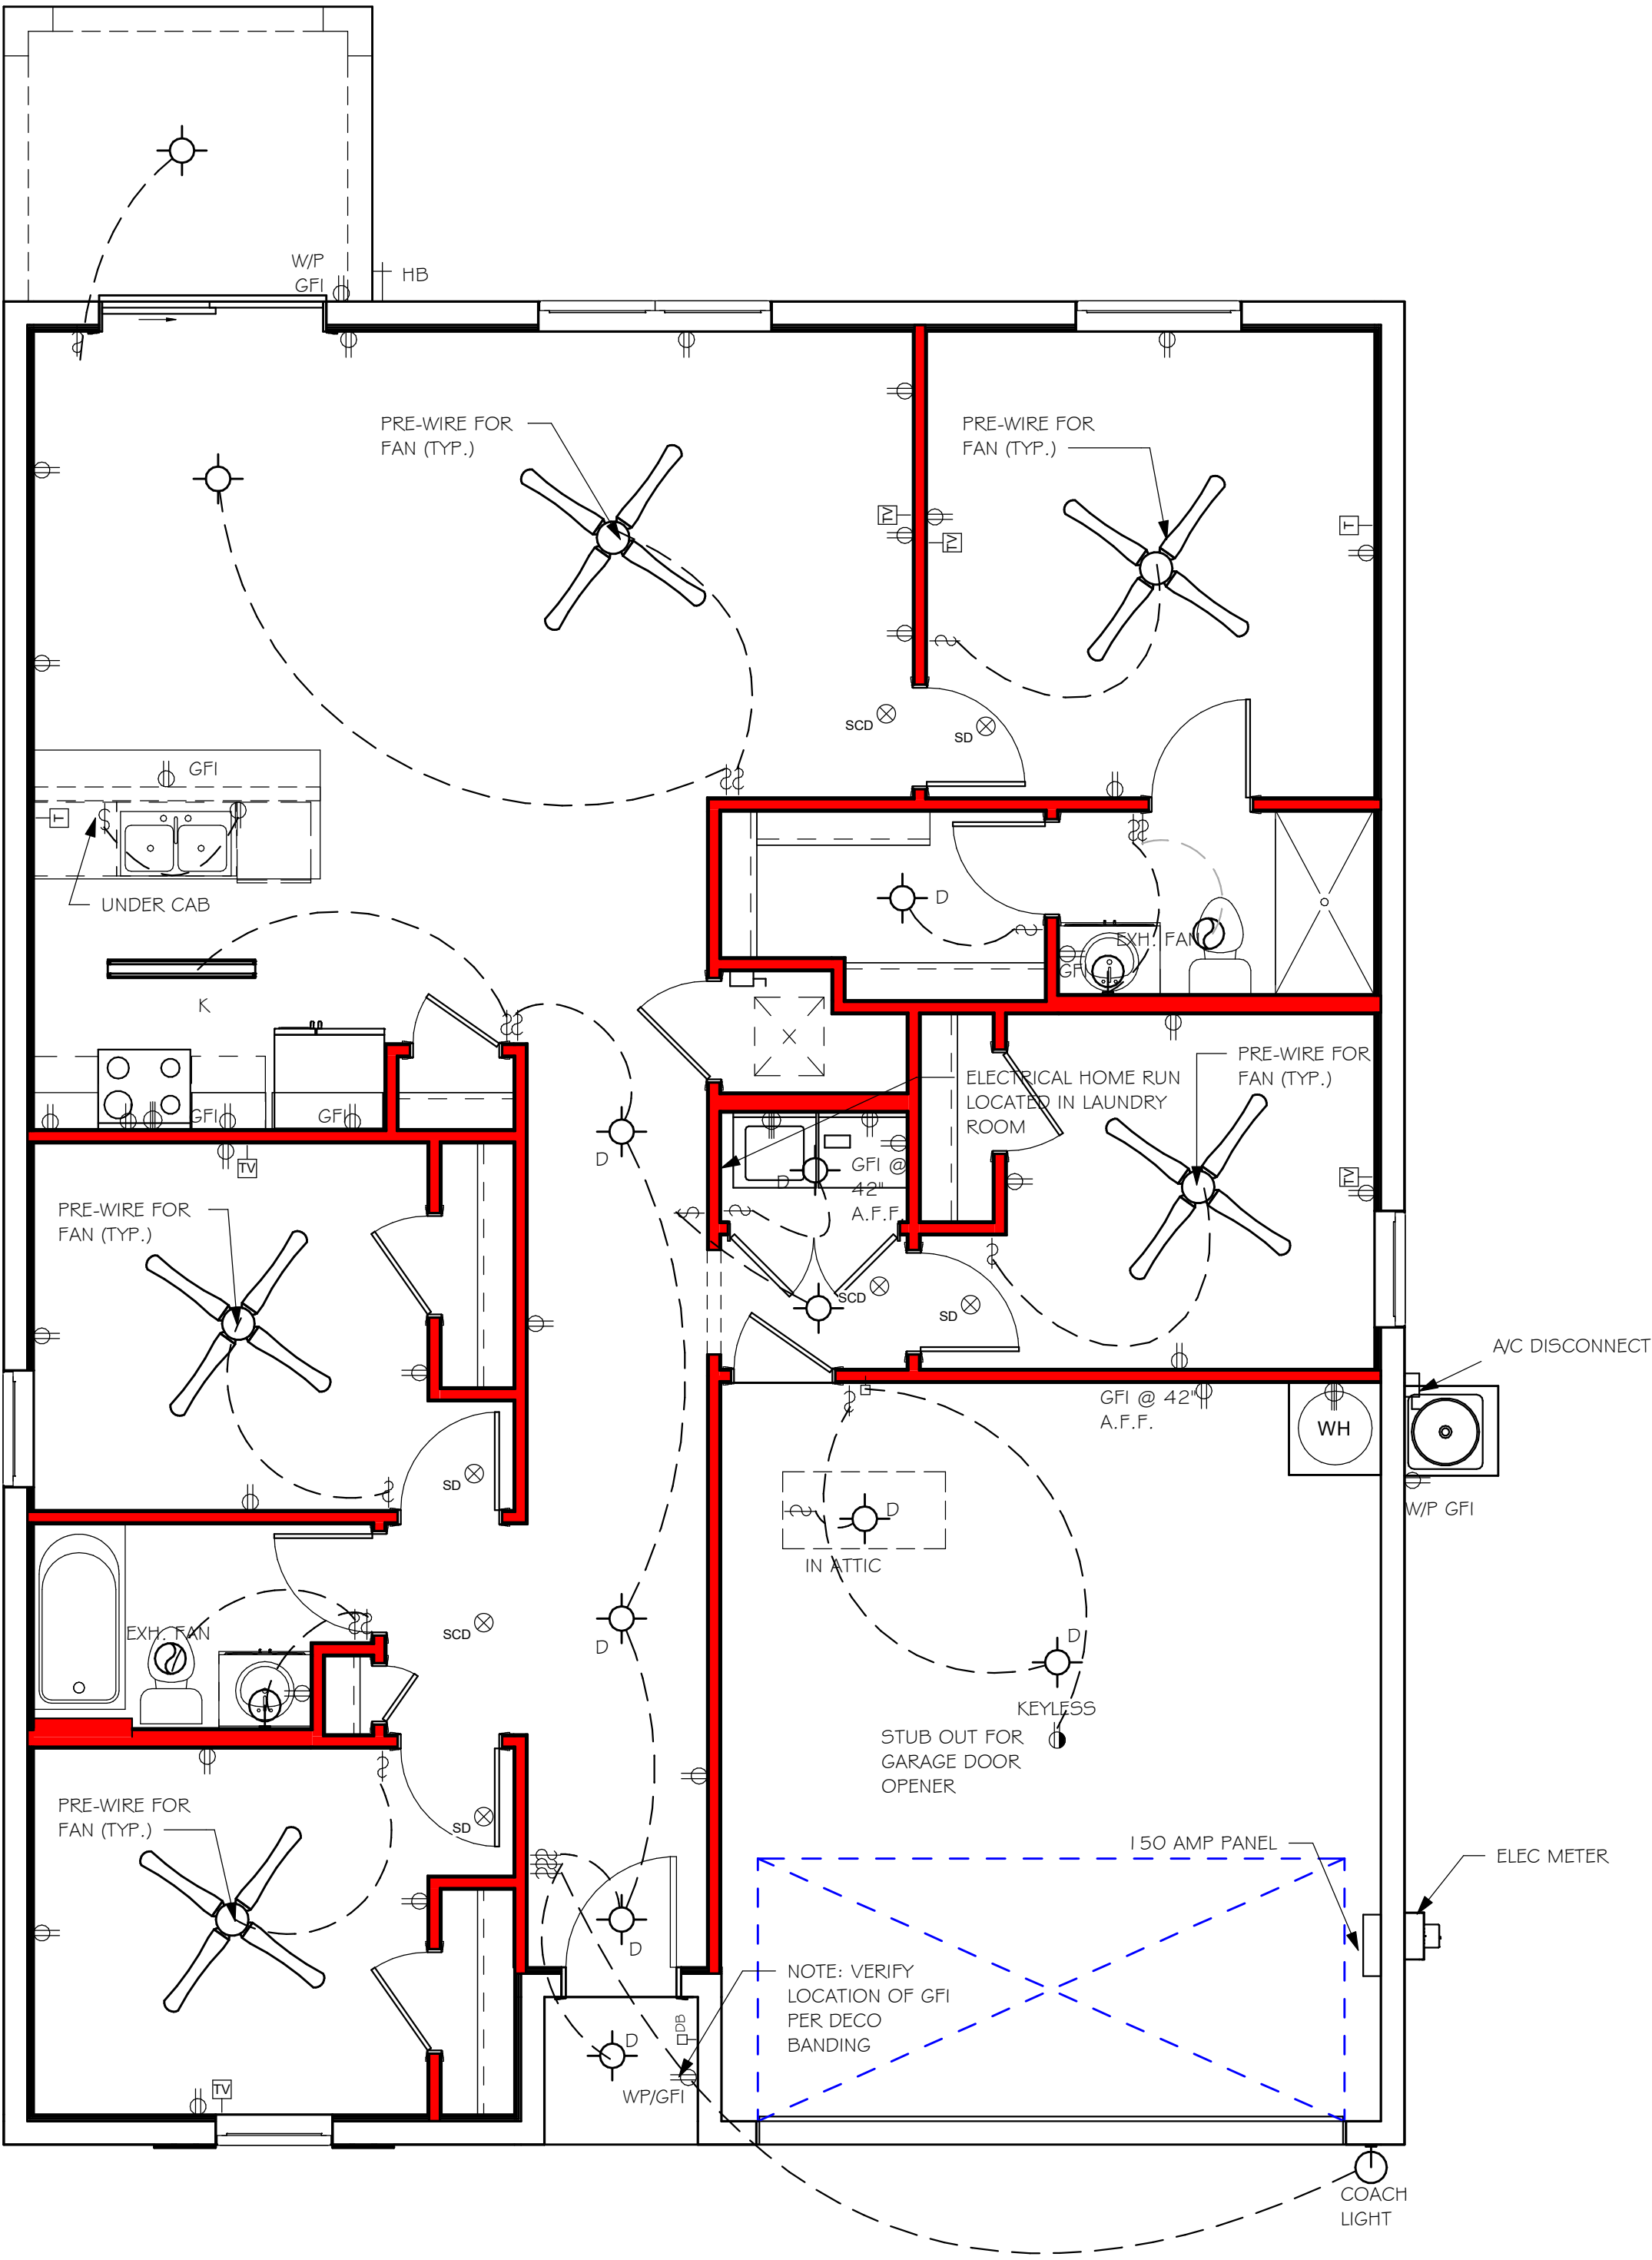 W/P
GFI
HB
PRE-WIRE FOR
FAN (TYP.)
PRE-WIRE FOR
FAN (TYP.)
TV
TV
T
SCD
SD
GFI
T
UNDER CAB
D
EXH. FAN
GF
K
ELECTRICAL HOME RUN
LOCATED IN LAUNDRY
ROOM
PRE-WIRE FOR
FAN (TYP.)
GFI
GFI
D
TV
GFI @
42"
A.F.F.
D
TV
PRE-WIRE FOR
FAN (TYP.)
SCD
SD
A/C DISCONNECT
GFI @ 42"
A.F.F.
WH
W/P GFI
SD
D
IN ATTIC
EXH. FAN
SCD
D
D
KEYLESS
STUB OUT FOR
GARAGE DOOR
OPENER
PRE-WIRE FOR
FAN (TYP.)
SD
150 AMP PANEL
ELEC METER
D
NOTE: VERIFY
LOCATION OF GFI
PER DECO
BANDING
DB
D
WP/GFI
TV
COACH
LIGHT